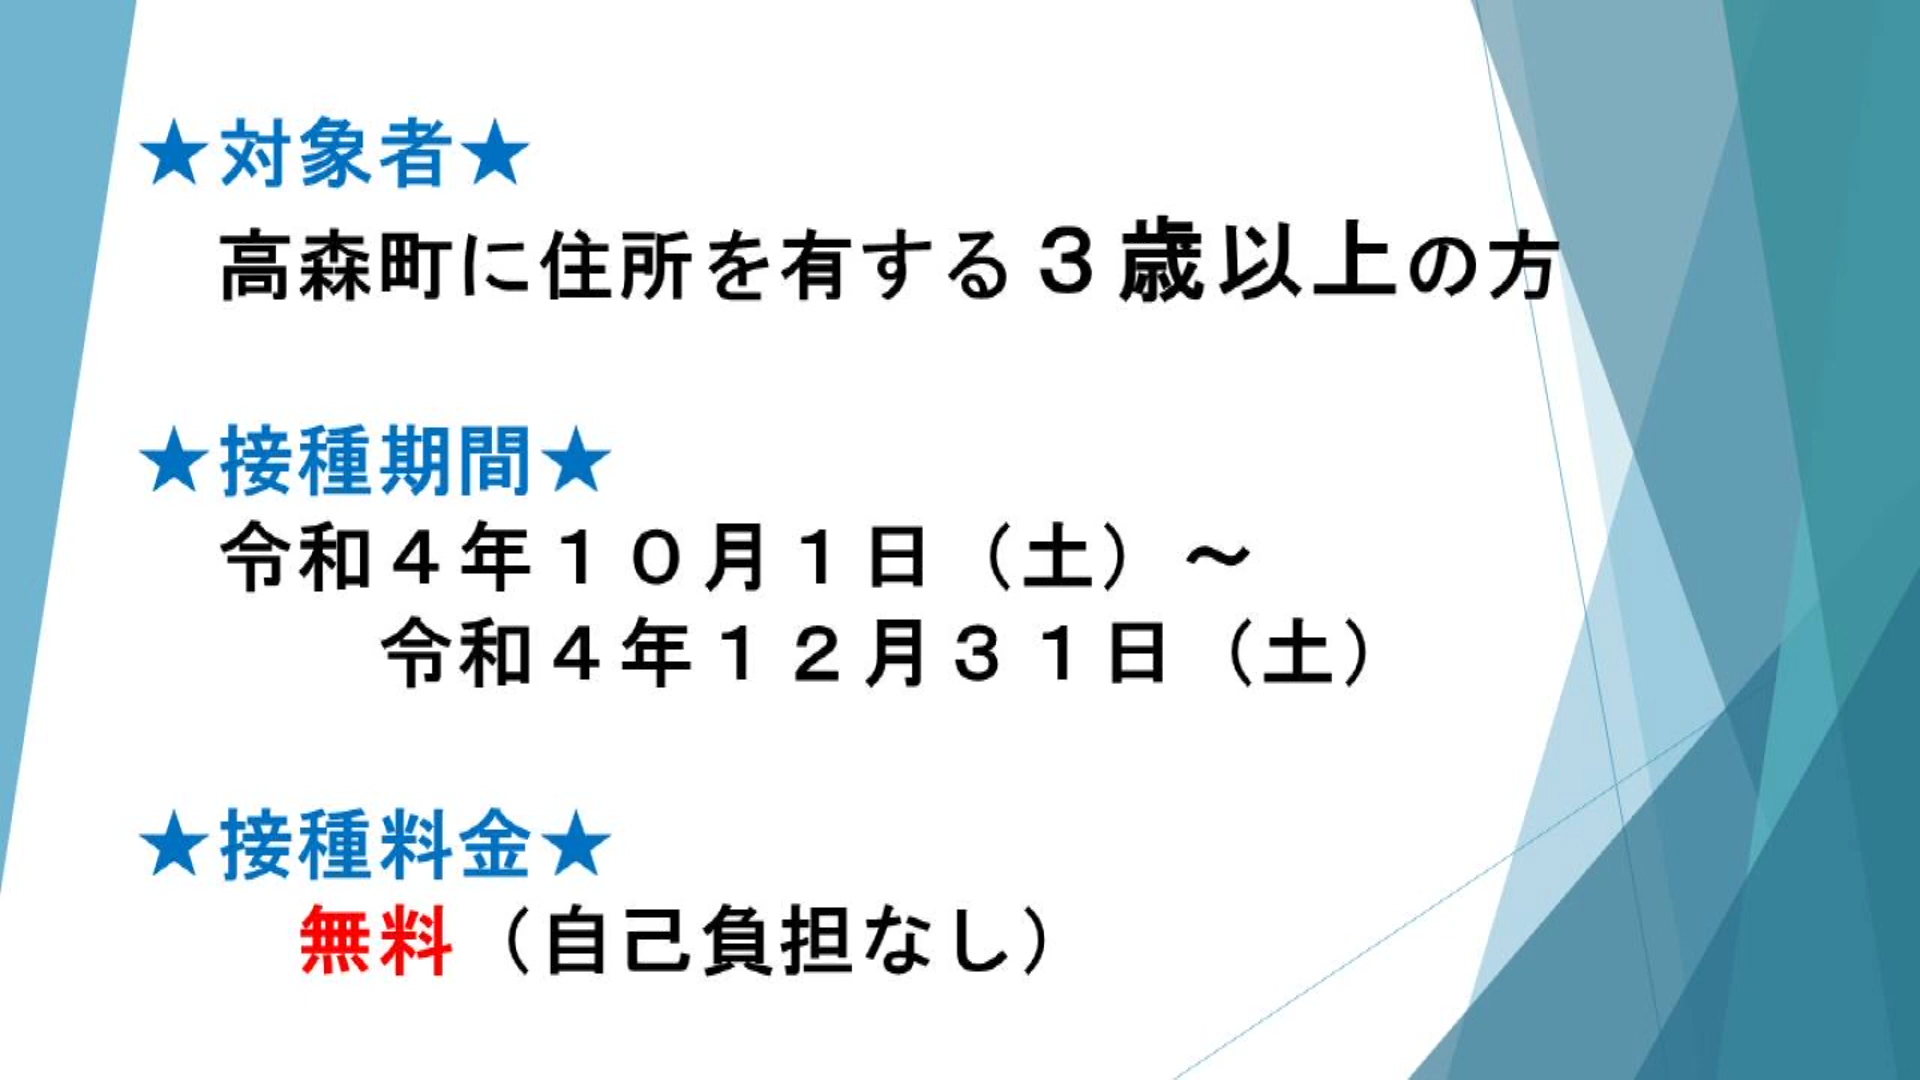 ★対象者★
高森町に住所を有する３歳以上の方
★接種期間★
令和４年１０月１日（土）～
令和４年１２月３１日（土）
★接種料金★
無料（自己負担なし）